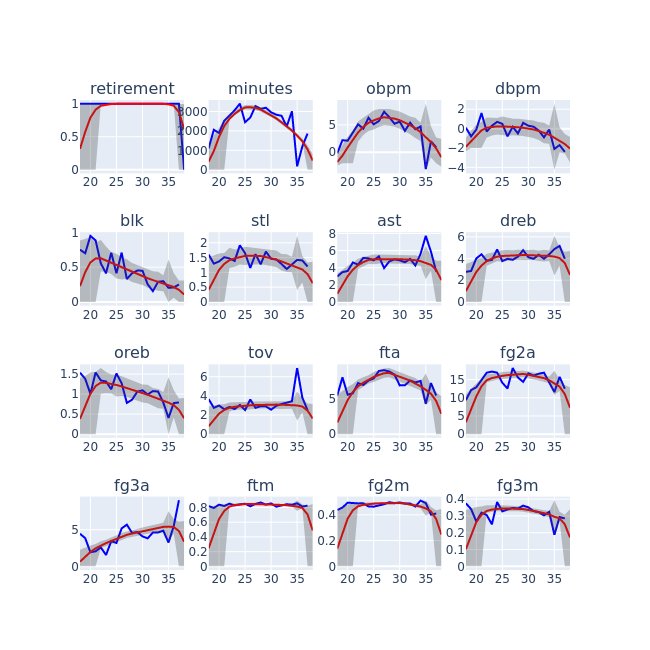 retirement minutes obpm dbpm
1 0.5 0
3000 2000 1000 0
5 0
2 0 −2 −4
20 25 30 35 20 25 30 35 20 25 30 35 20 25 30 35
blk stl ast dreb
1 0.5 0
2 1.5 1 0.5 0
8 6 4 2 0
6 4 2 0
20 25 30 35 20 25 30 35 20 25 30 35 20 25 30 35
oreb tov fta fg2a
1.5 1 0.5 0
6 4 2 0
5 0
15 10 5 0
20 25 30 35 20 25 30 35 20 25 30 35 20 25 30 35
fg3a ftm fg2m fg3m
5 0
0.8 0.6 0.4 0.2 0
0.4 0.2 0
0.4 0.3 0.2 0.1 0
20 25 30 35 20 25 30 35 20 25 30 35 20 25 30 35